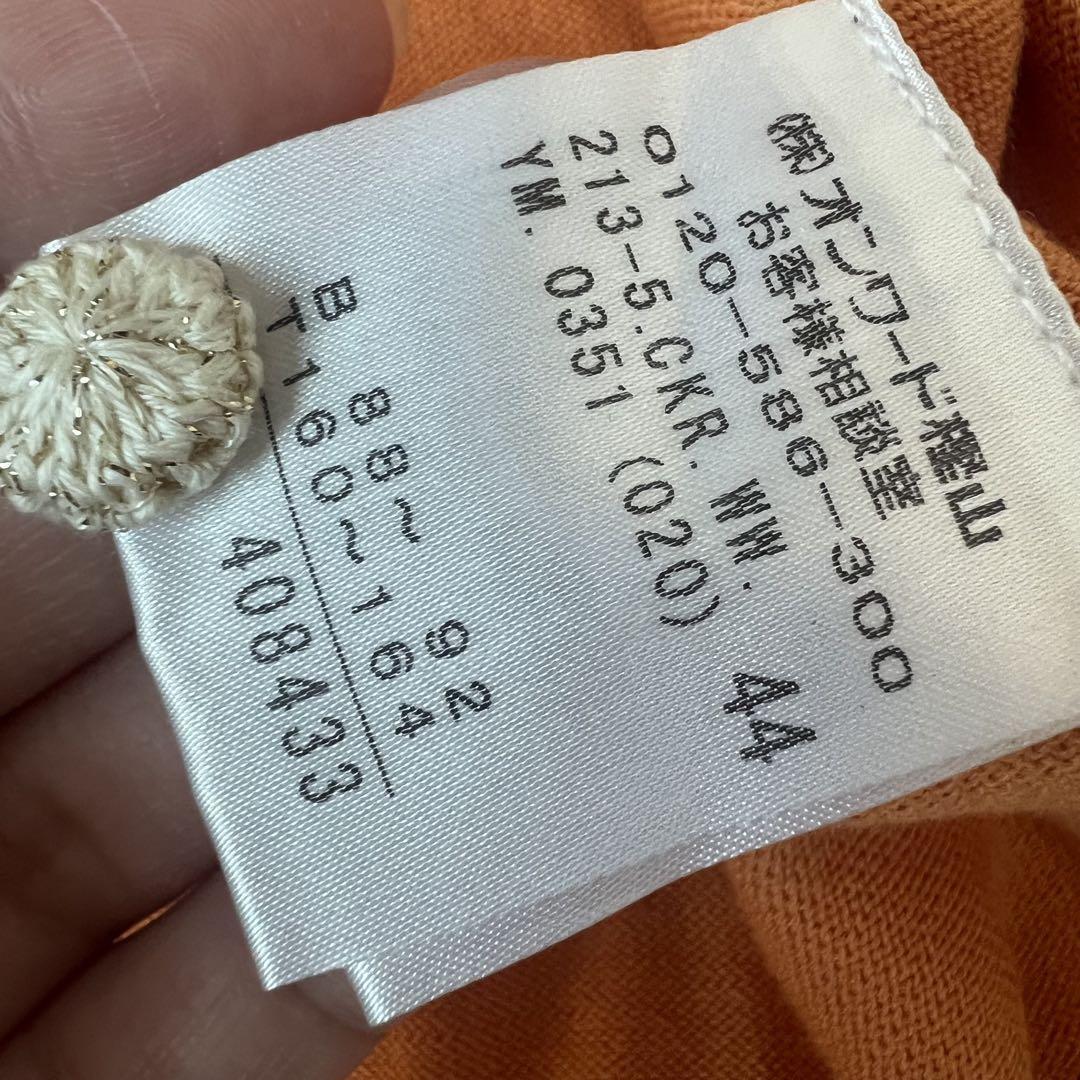 ㈱オンワード樫山
お客様相談室
0120-586-300
213-5.CKR.WW. 44
YM. 0351 (020)
B 88~ 92
T160~164
408433